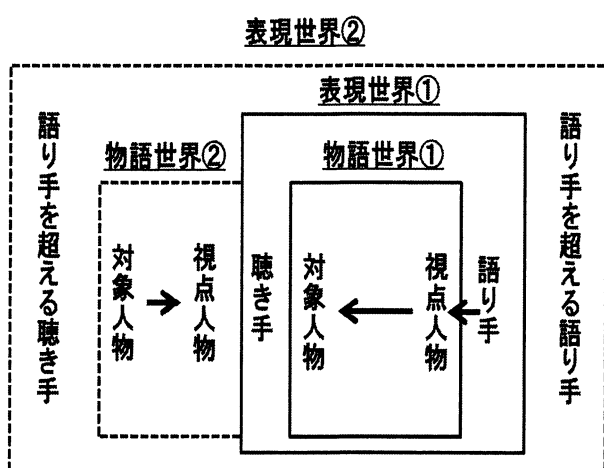 表現世界②
表現世界①
物語世界②
物語世界①
語り手を超える語り手
語り手
視点人物
対象人物
聴き手
視点人物
対象人物
語り手を超える聴き手